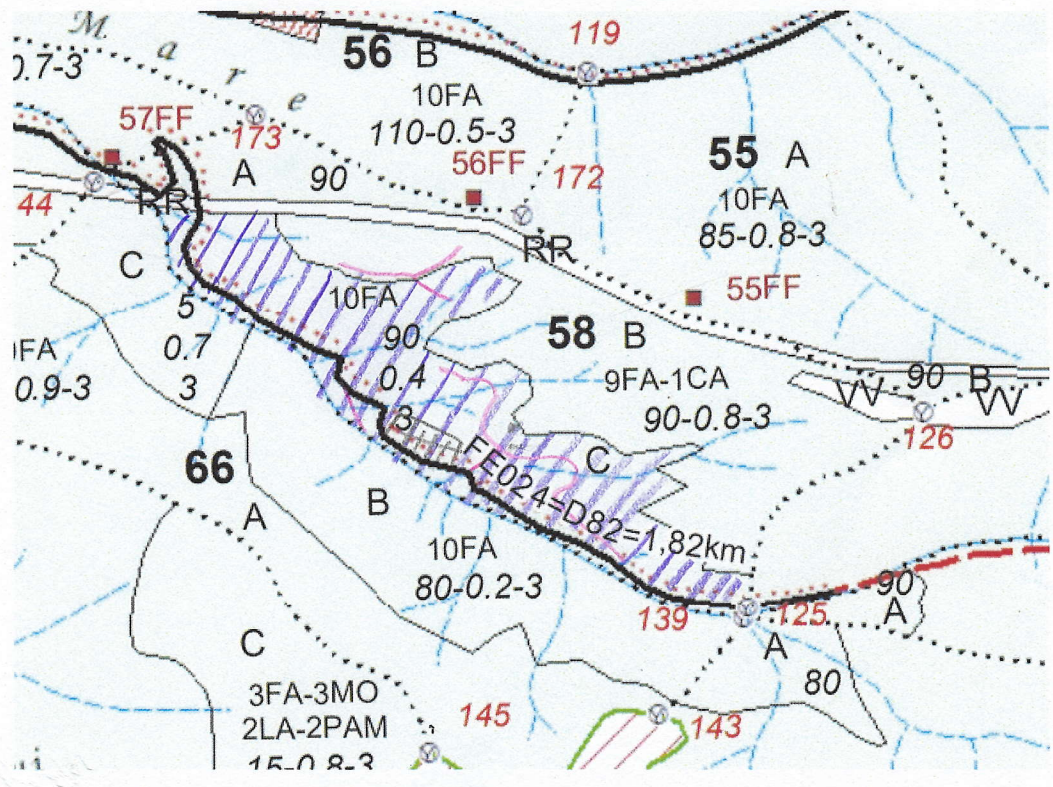 Mare
119
56 B
10FA
110-0.5-3
0.7-3
57FF
173
A
90
56FF
172
55 A
10FA
85-0.8-3
44
RR
RR
C
55FF
5
0.7
3
10FA
90
0.4
3
58 B
9FA-1CA
90-0.8-3
90 B
VV
VV
126
FA
0.9-3
66
A
B
C
FE024=D82=1,82km
10FA
80-0.2-3
139
125
90
A
A
80
C
3FA-3MO
2LA-2PAM
15-0.8-3
145
143